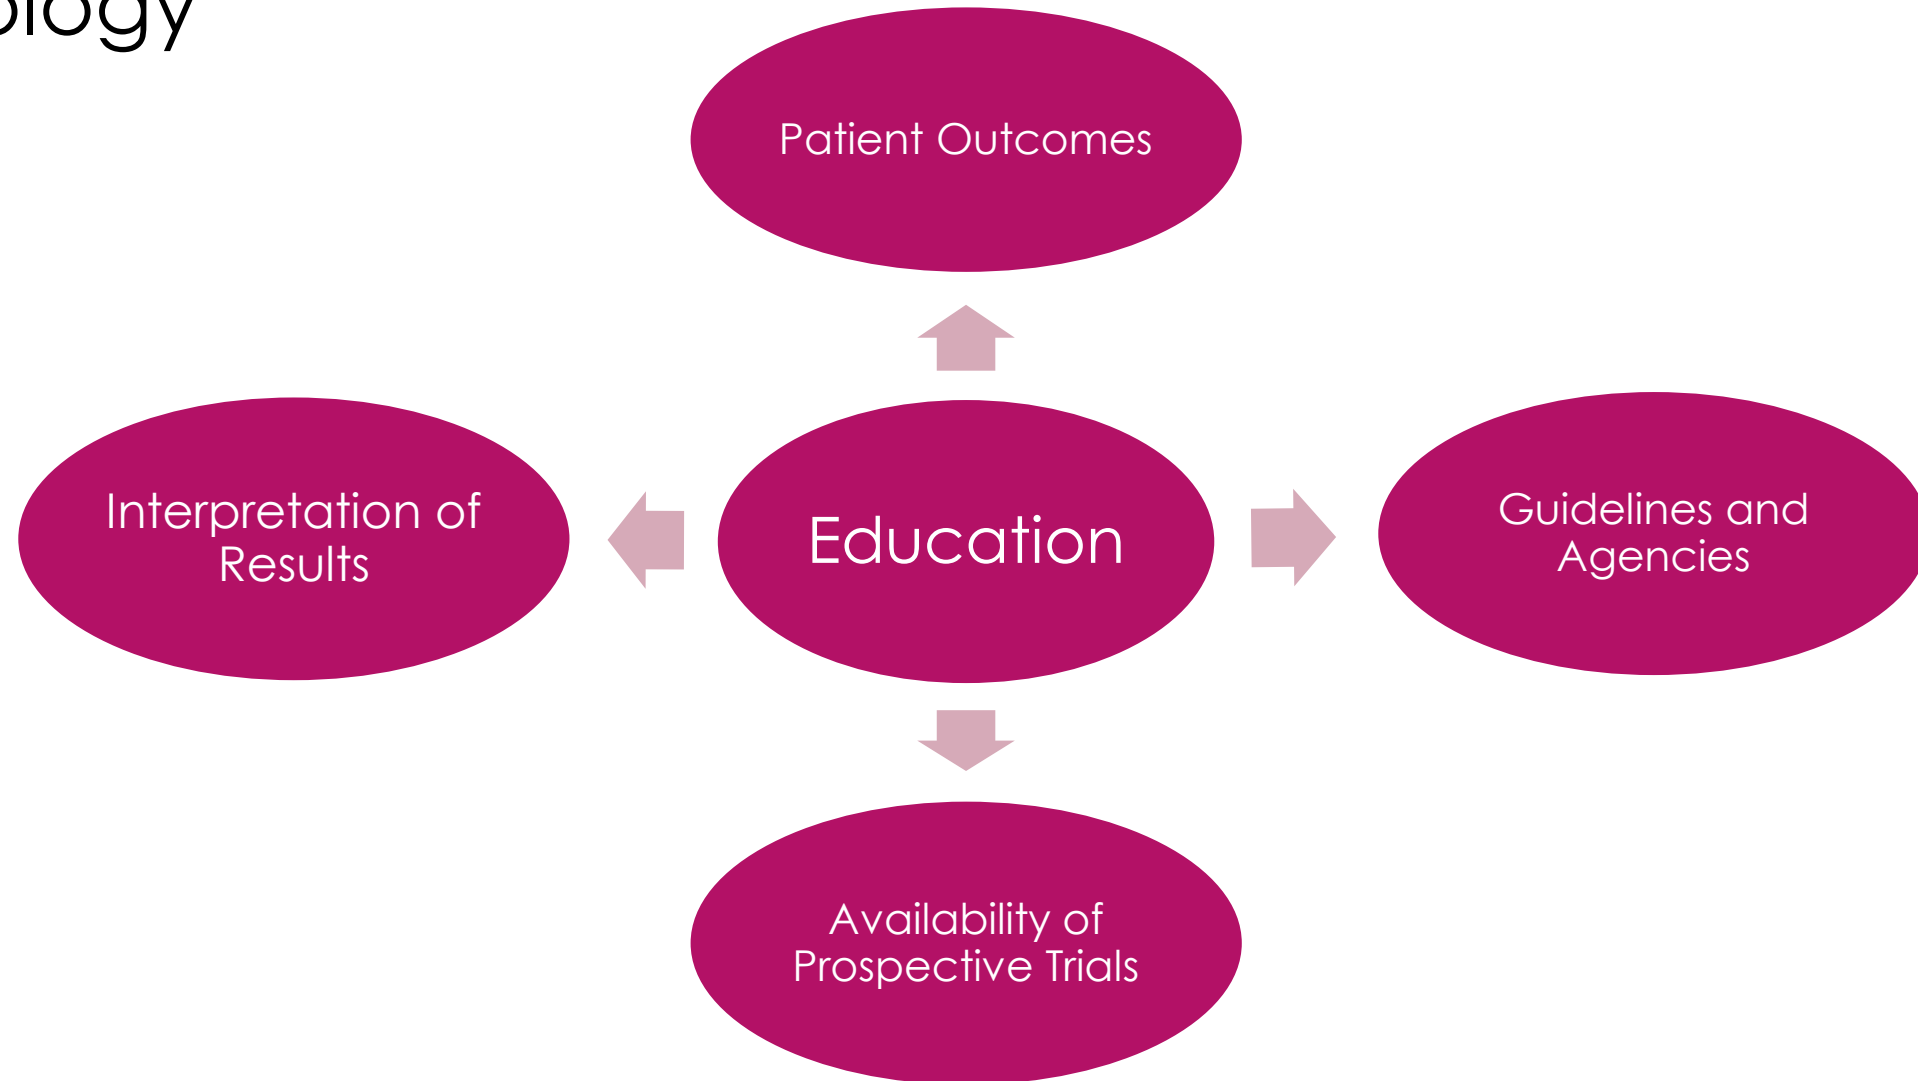 Patient Outcomes
Interpretation of
Results
Education
Guidelines and
Agencies
Availability of
Prospective Trials